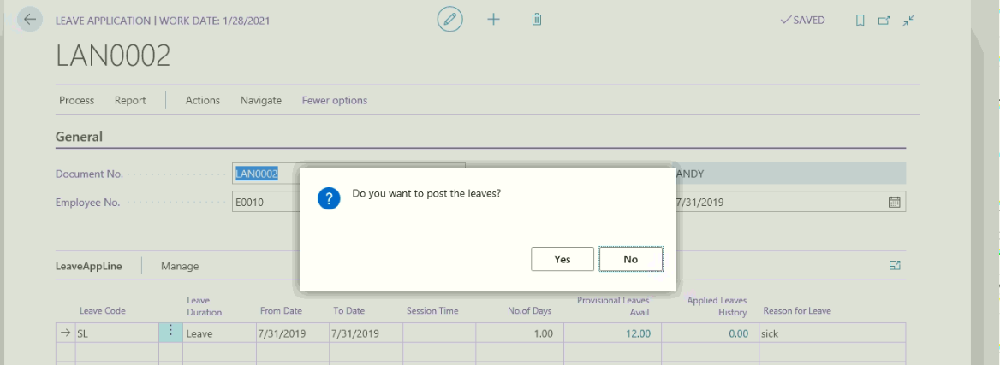 LEAVE APPLICATION | WORK DATE: 1/28/2021
SAVED
LAN0002
Process Report Actions Navigate Fewer options
General
Document No. LAN0002 ANDY
Employee No. E0010 7/31/2019
? Do you want to post the leaves?
Yes No
LeaveAppLine Manage
Leave Code Leave Duration From Date To Date Session Time No.of Days Provisional Leaves Avail Applied Leaves History Reason for Leave
SL Leave 7/31/2019 7/31/2019 1.00 12.00 0.00 sick